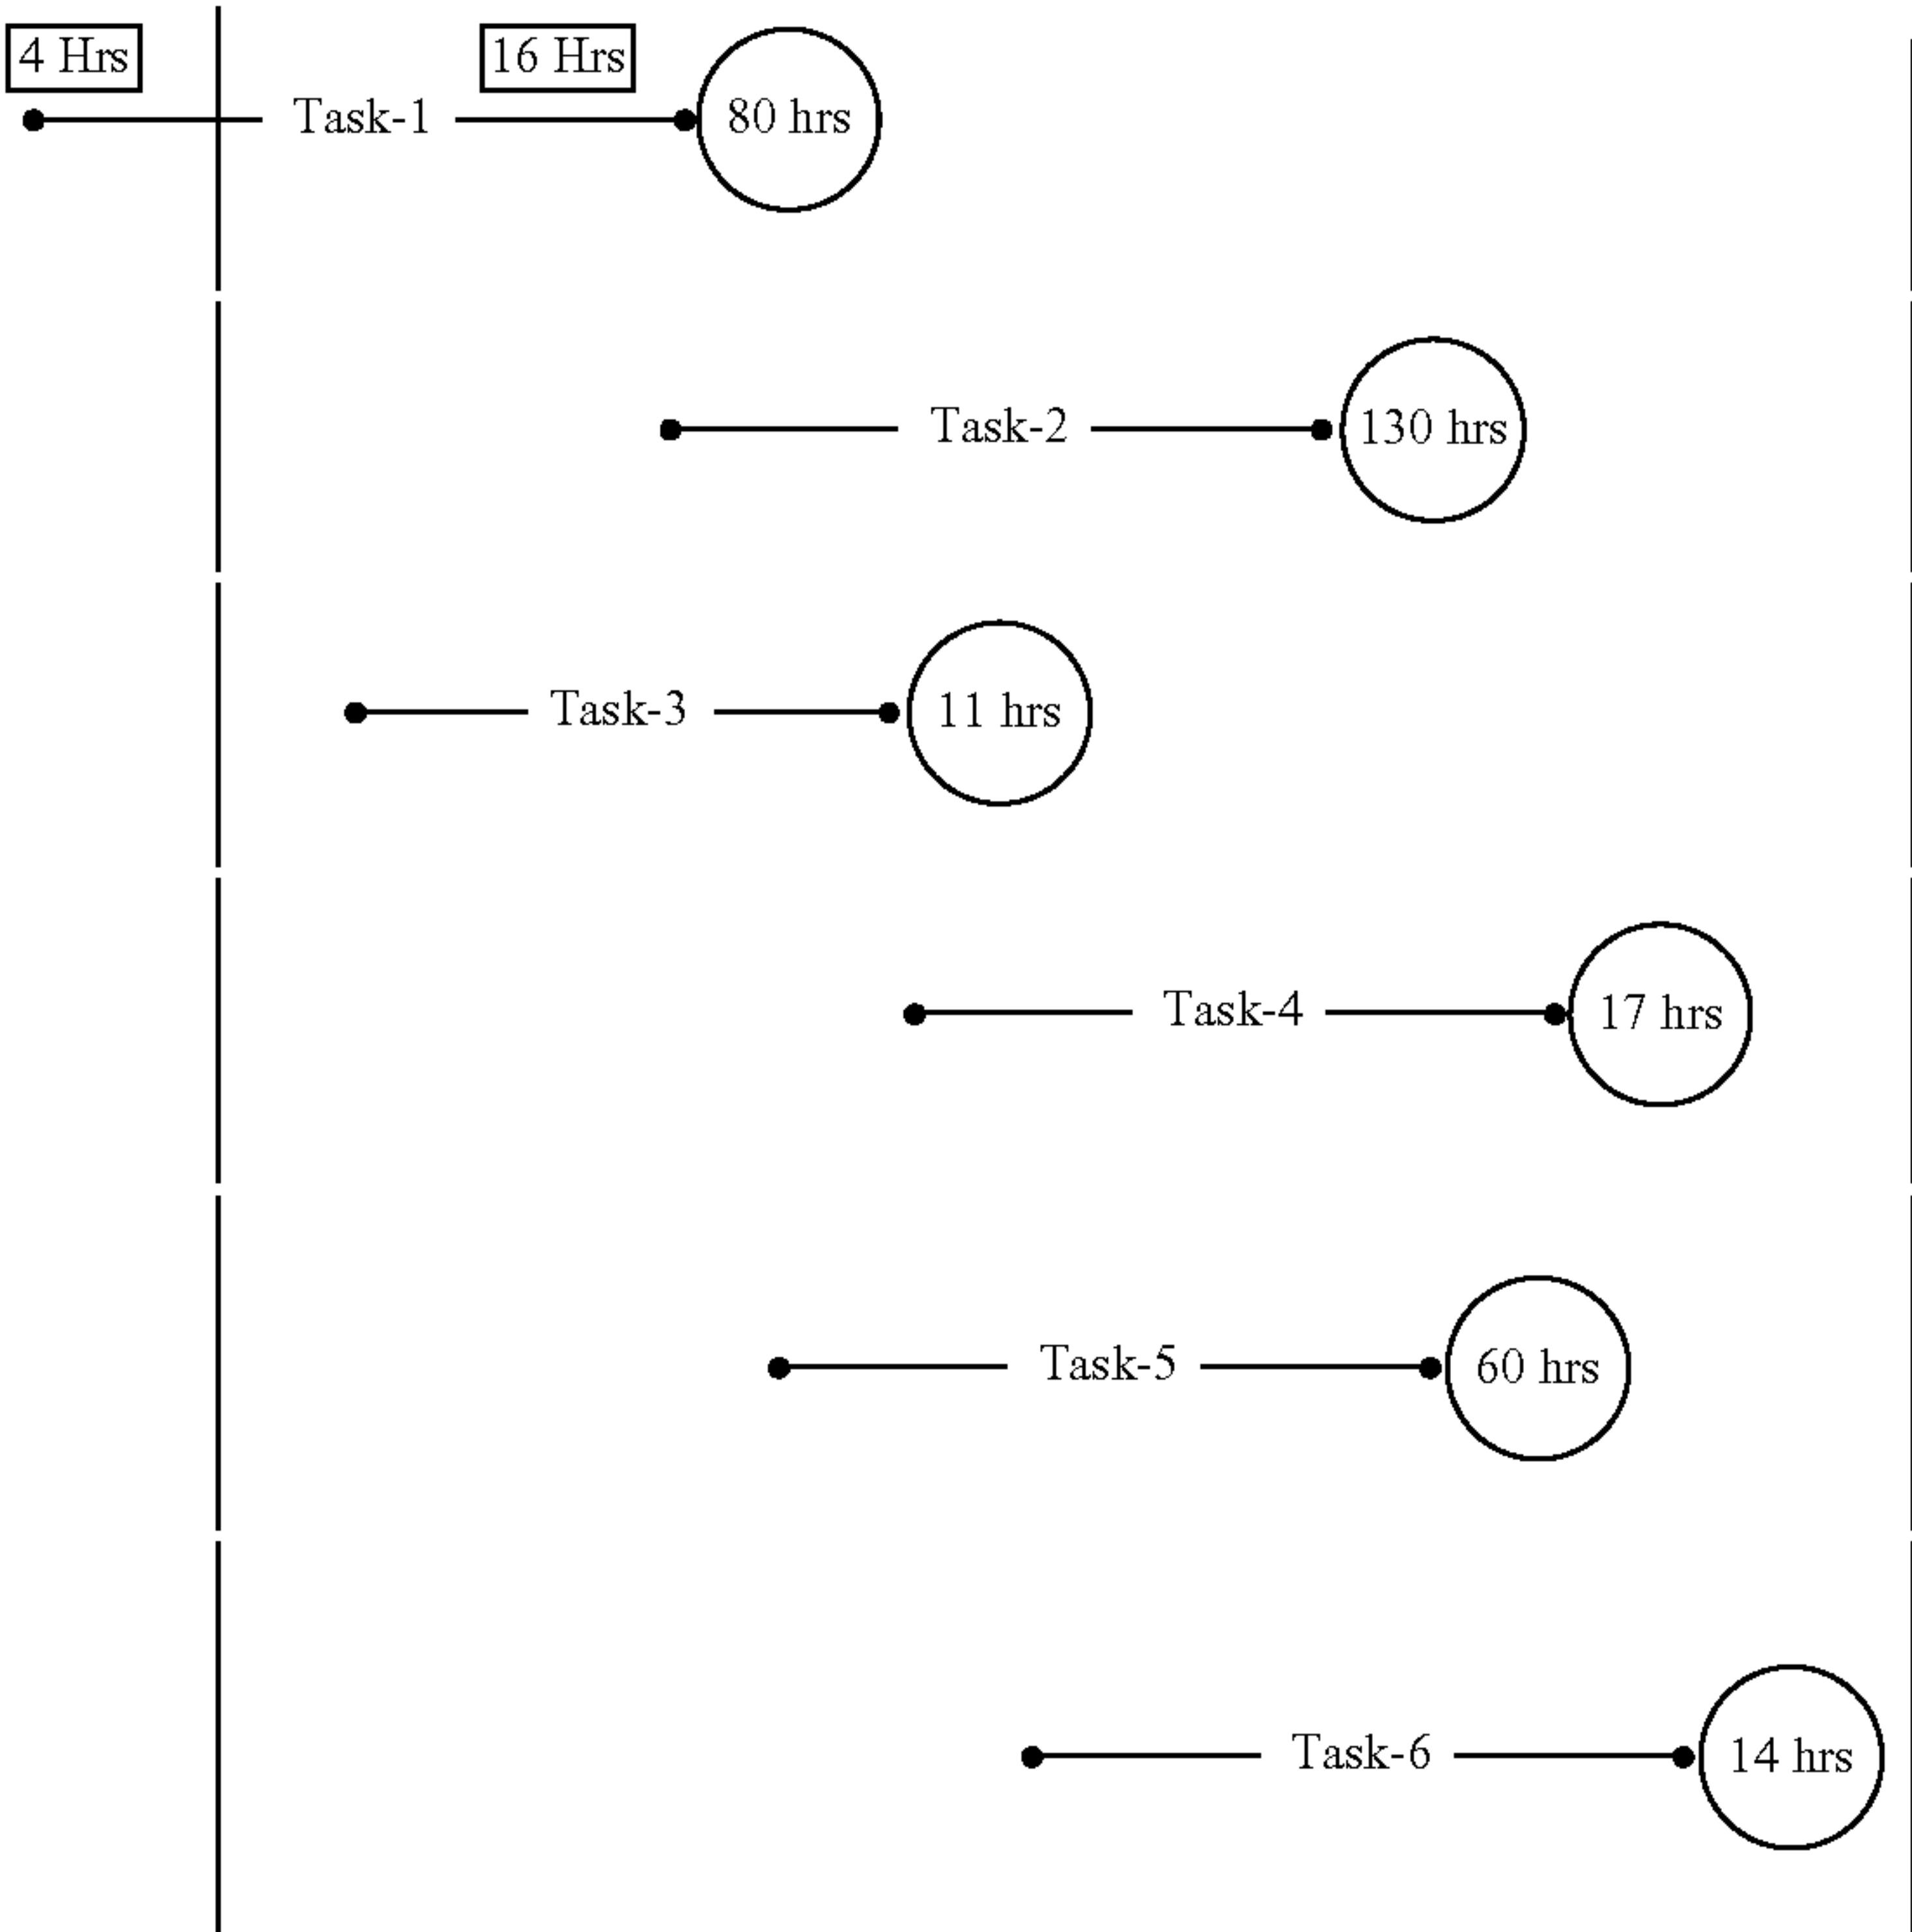 4 Hrs
16 Hrs
Task-1
80 hrs
Task-2
130 hrs
Task-3
11 hrs
Task-4
17 hrs
Task-5
60 hrs
Task-6
14 hrs